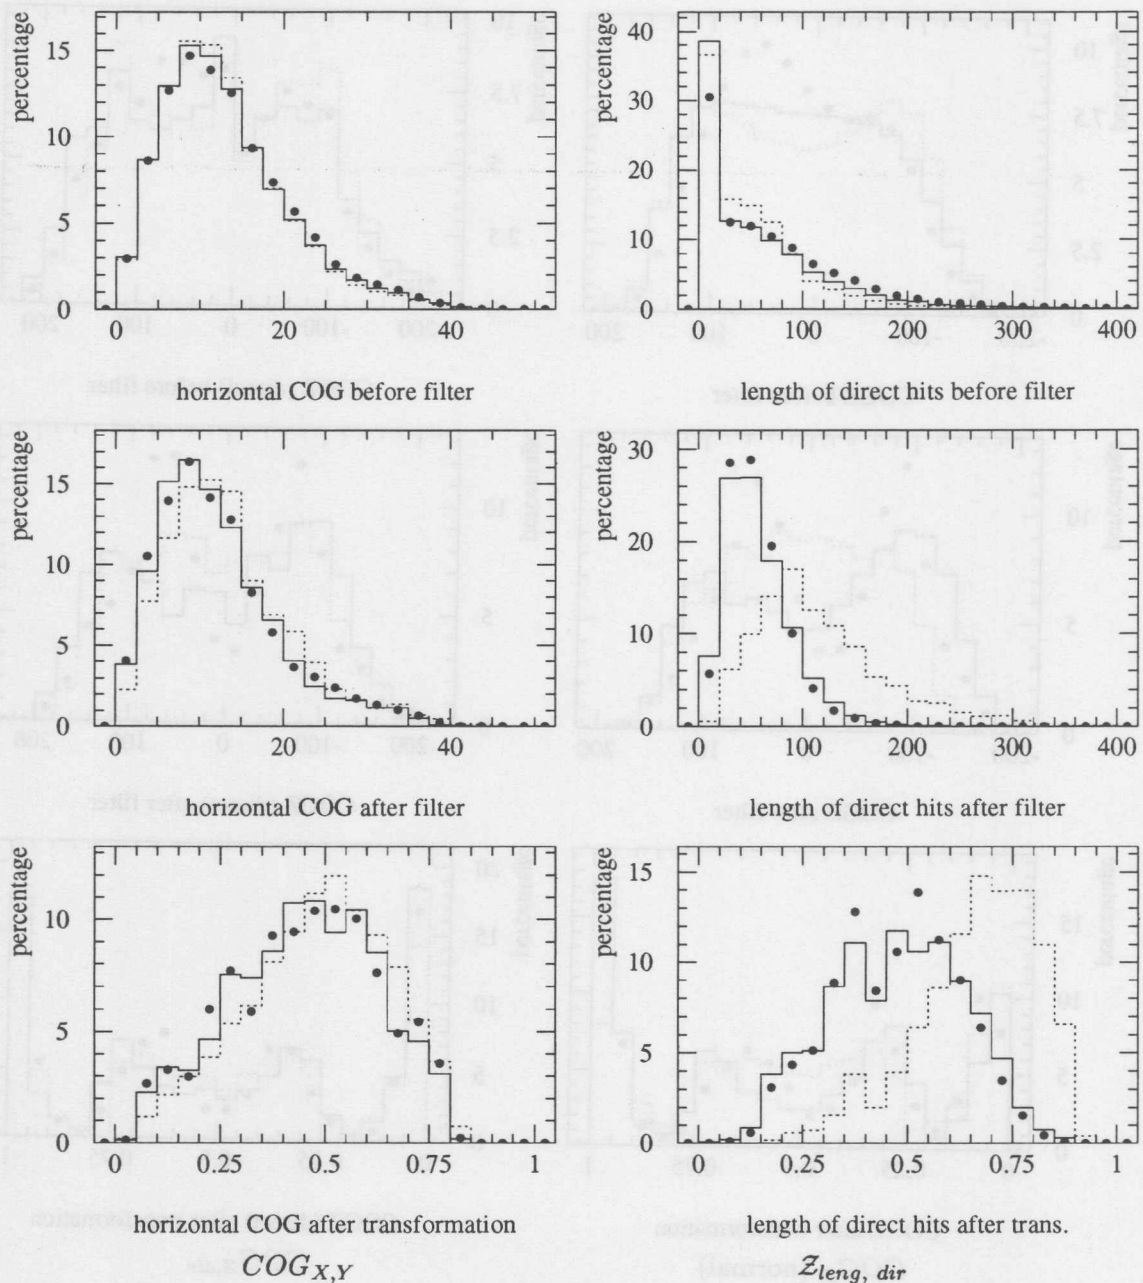 percentage
15
10
5
0
0 20 40
horizontal COG before filter
percentage
40
30
20
10
0
0 100 200 300 400
length of direct hits before filter
percentage
15
10
5
0
0 20 40
horizontal COG after filter
percentage
30
20
10
0
0 100 200 300 400
length of direct hits after filter
percentage
10
5
0
0 0.25 0.5 0.75 1
horizontal COG after transformation
COG_{X,Y}
percentage
15
10
5
0
0 0.25 0.5 0.75 1
length of direct hits after trans.
Z_{leng, dir}